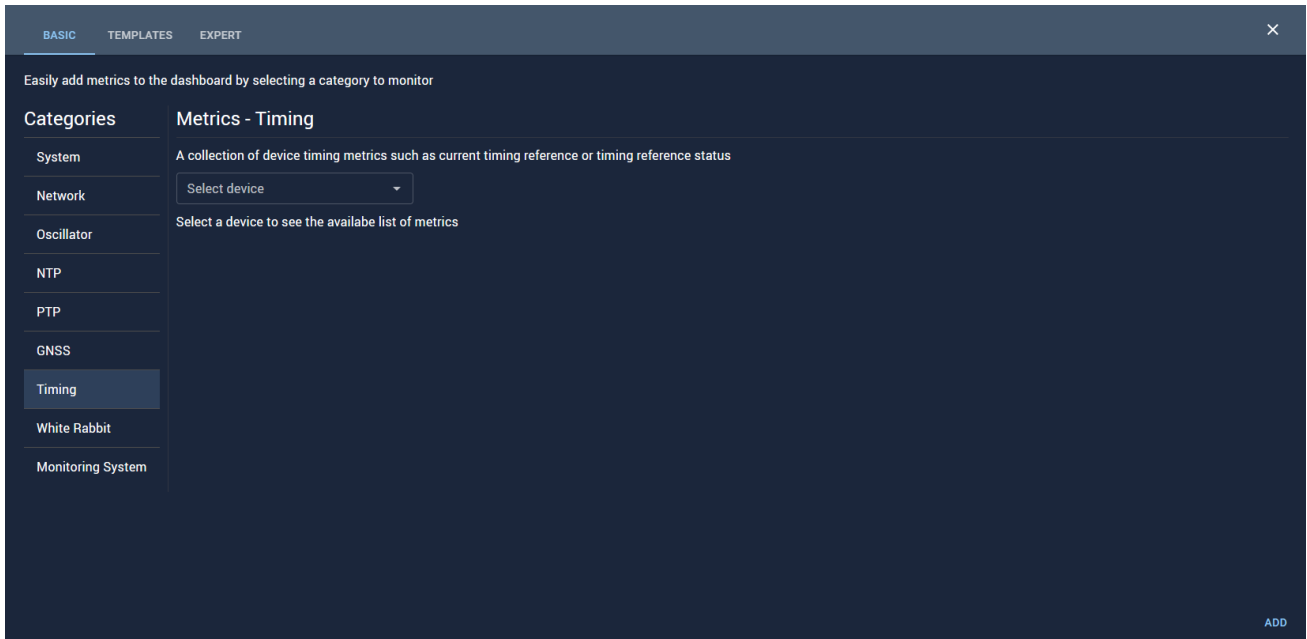 BASIC TEMPLATES EXPERT
Easily add metrics to the dashboard by selecting a category to monitor
Categories
System
Network
Oscillator
NTP
PTP
GNSS
Timing
White Rabbit
Monitoring System
Metrics - Timing
A collection of device timing metrics such as current timing reference or timing reference status
Select device
Select a device to see the availabe list of metrics
ADD